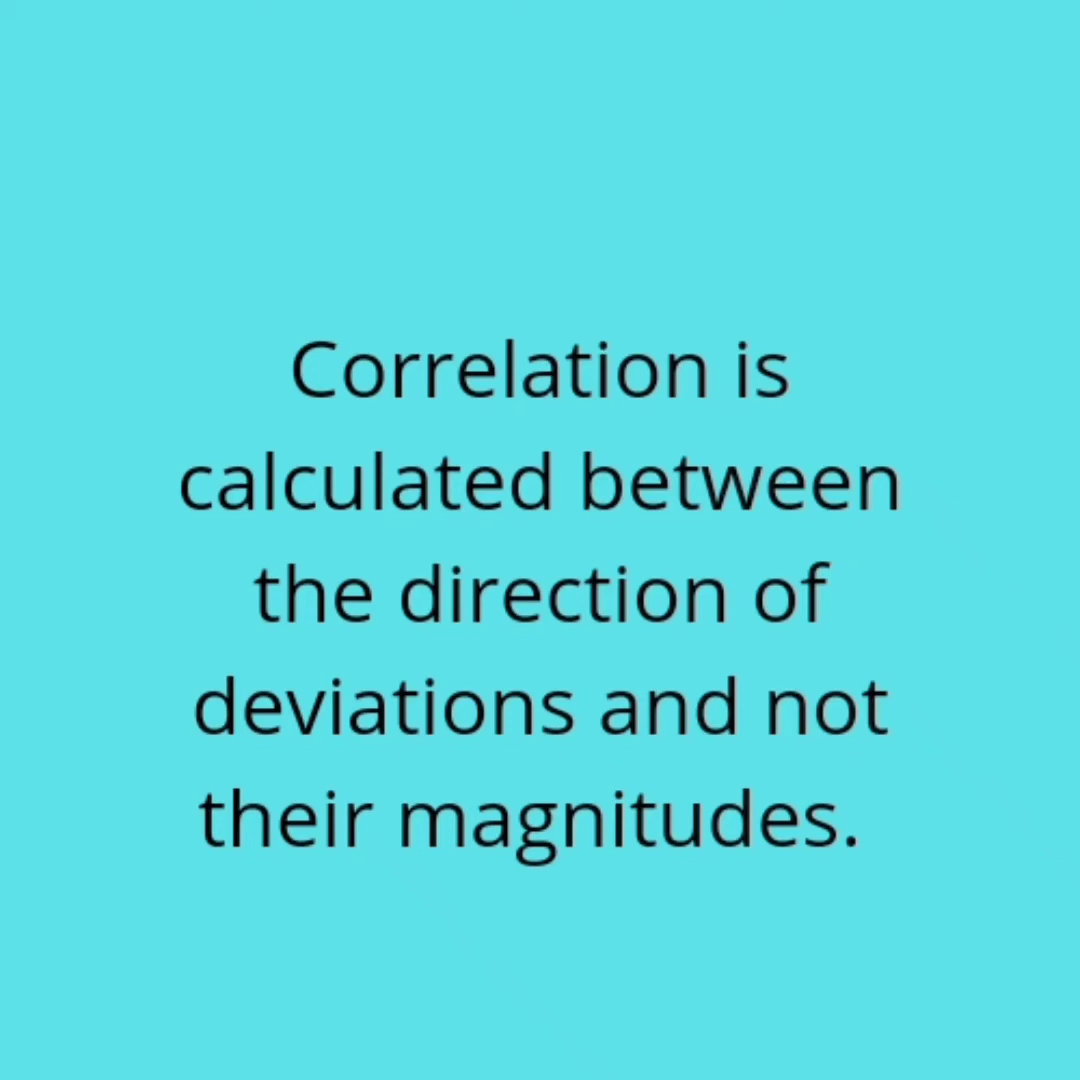 Correlation is
calculated between
the direction of
deviations and not
their magnitudes.